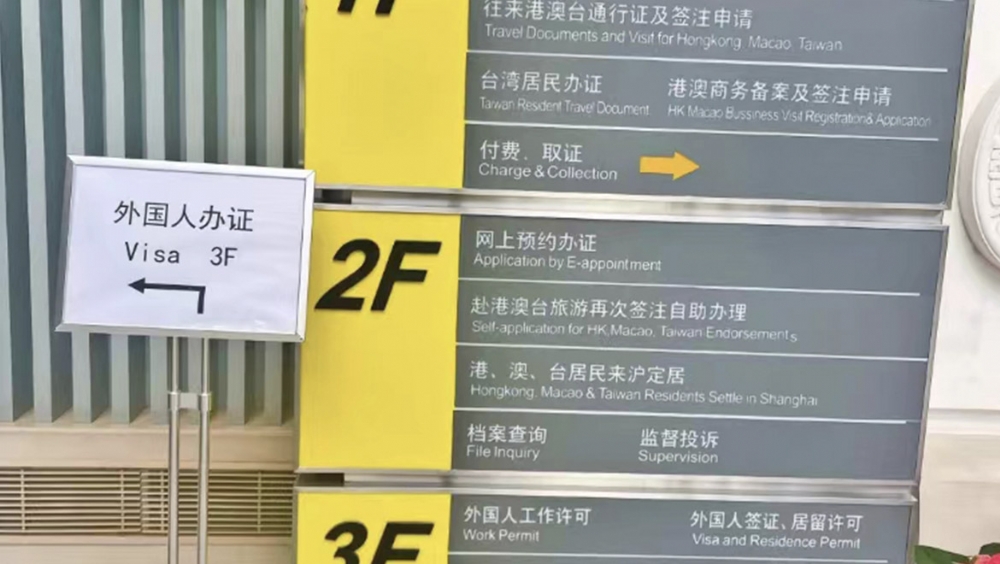 外国人办证
Visa 3F
1F
往来港澳台通行证及签注申请
Travel Documents and Visit for Hongkong, Macao, Taiwan
台湾居民办证
Taiwan Resident Travel Document
港澳商务备案及签注申请
HK Macao Bussiness Visit Registration& Application
付费、取证
Charge & Collection
2F
网上预约办证
Application by E-appointment
赴港澳台旅游再次签注自助办理
Self-application for HK,Macao, Taiwan Endorsements
港、澳、台居民来沪定居
Hongkong, Macao & Taiwan Residents Settle in Shanghai
档案查询
File Inquiry
监督投诉
Supervision
3F
外国人工作许可
Work Permit
外国人签证、居留许可
Visa and Residence Permit